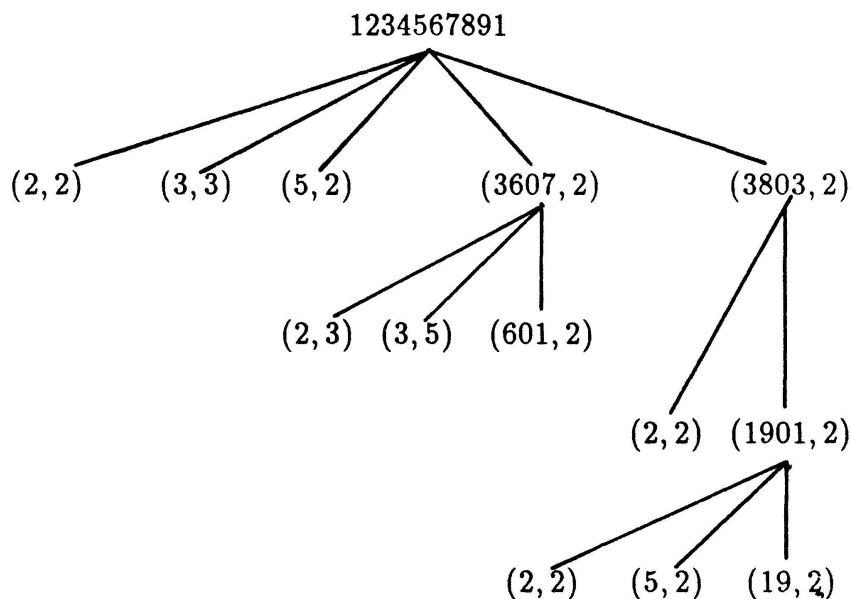 1234567891
(2, 2) (3, 3) (5, 2) (3607, 2) (3803, 2)
(2, 3) (3, 5) (601, 2)
(2, 2) (1901, 2)
(2, 2) (5, 2) (19, 2)